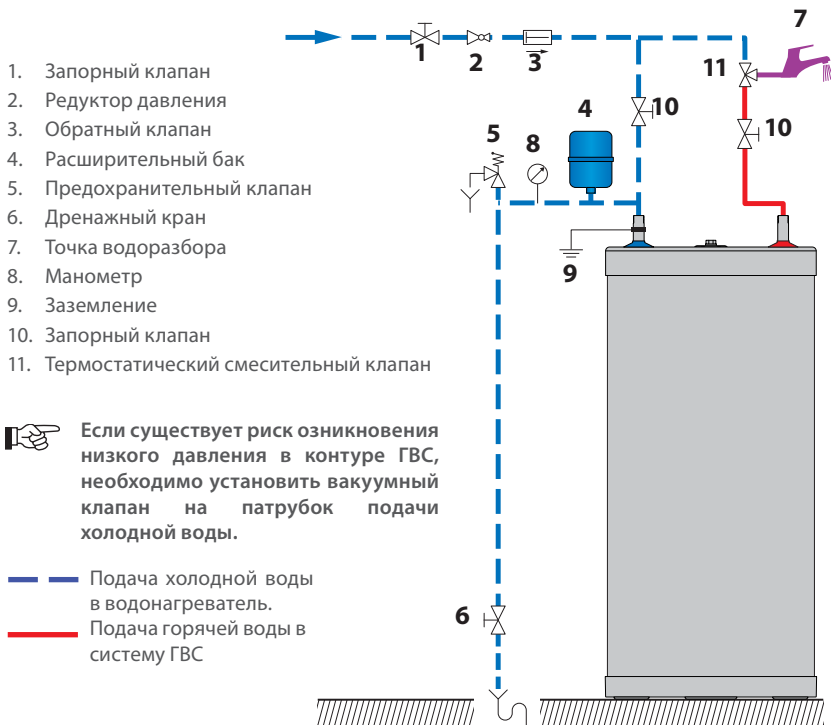 1. Запорный клапан
2. Редуктор давления
3. Обратный клапан
4. Расширительный бак
5. Предохранительный клапан
6. Дренажный кран
7. Точка водоразбора
8. Манометр
9. Заземление
10. Запорный клапан
11. Термостатический смесительный клапан
Если существует риск озникновения
низкого давления в контуре ГВС,
необходимо установить вакуумный
клапан на патрубок подачи
холодной воды.
Подача холодной воды
в водонагреватель.
Подача горячей воды в
систему ГВС
1
2
3
7
11
4
10
10
5
8
9
6